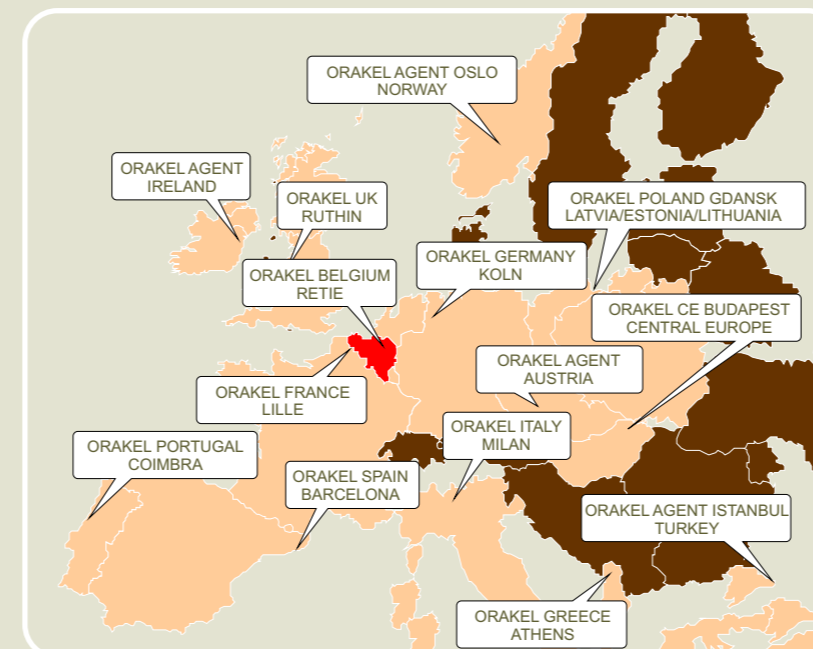 ORAKEL AGENT OSLO
NORWAY
ORAKEL AGENT
IRELAND
ORAKEL UK
RUTHIN
ORAKEL POLAND GDANSK
LATVIA/ESTONIA/LITHUANIA
ORAKEL BELGIUM
RETIE
ORAKEL GERMANY
KOLN
ORAKEL CE BUDAPEST
CENTRAL EUROPE
ORAKEL AGENT
AUSTRIA
ORAKEL FRANCE
LILLE
ORAKEL ITALY
MILAN
ORAKEL PORTUGAL
COIMBRA
ORAKEL SPAIN
BARCELONA
ORAKEL AGENT ISTANBUL
TURKEY
ORAKEL GREECE
ATHENS